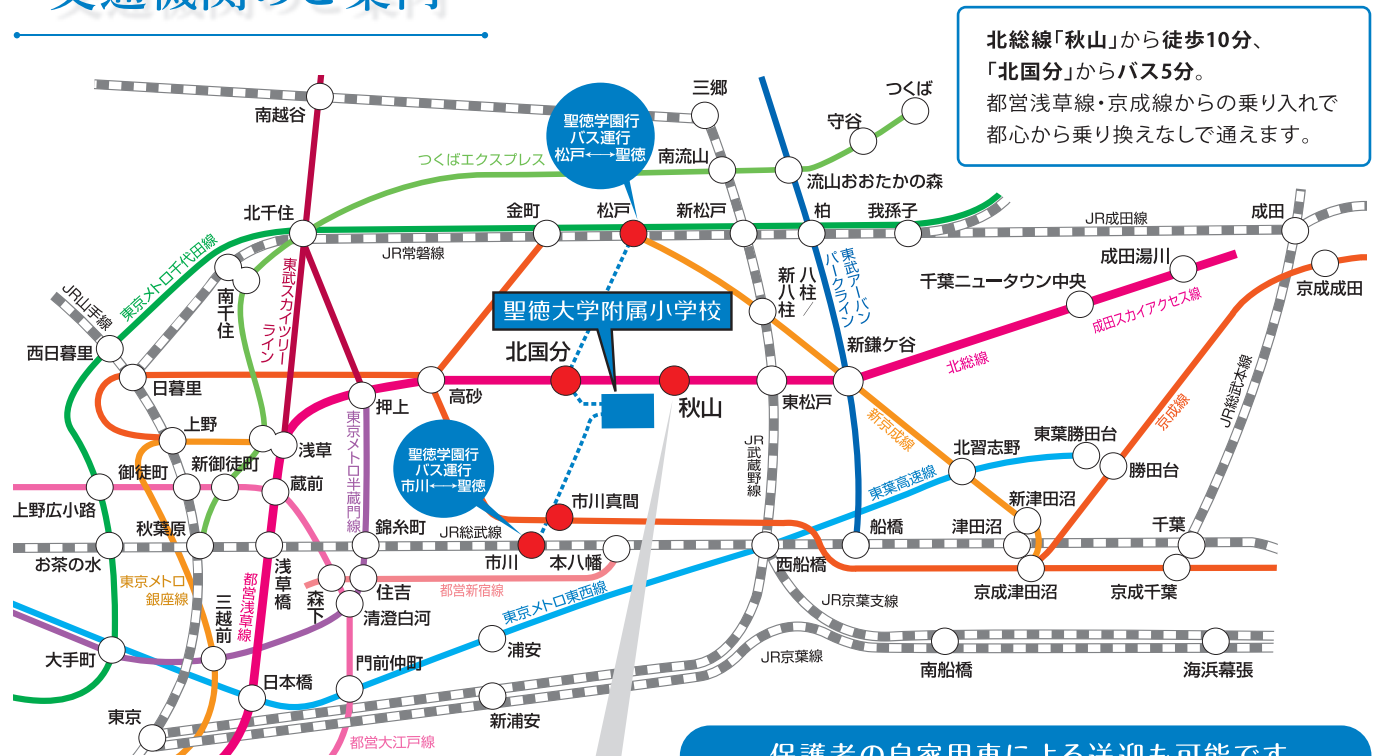 交通機関のご案内
北総線「秋山」から徒歩10分、
「北国分」からバス5分。
都営浅草線・京成線からの乗り入れで
都心から乗り換えなしで通えます。
南越谷
三郷
つくば
守谷
聖徳学園行
バス運行
松戸←→聖徳
つくばエクスプレス
南流山
流山おおたかの森
北千住
金町
松戸
新松戸
柏
我孫子
JR成田線
成田
JR常磐線
東京メトロ千代田線
東武スカイツリー
ライン
南千住
JR山手線
新八柱
八柱
東武アーバン
パークライン
成田湯川
千葉ニュータウン中央
成田スカイアクセス線
京成成田
聖徳大学附属小学校
西日暮里
日暮里
北国分
秋山
新鎌ケ谷
北総線
高砂
押上
東松戸
JR総武本線
京成線
新京成線
上野
浅草
東京メトロ半蔵門線
聖徳学園行
バス運行
市川←→聖徳
JR武蔵野線
北習志野
東葉勝田台
勝田台
東葉高速線
御徒町
新御徒町
蔵前
上野広小路
秋葉原
錦糸町
JR総武線
市川真間
新津田沼
津田沼
船橋
千葉
お茶の水
浅草橋
市川
本八幡
西船橋
京成津田沼
京成千葉
東京メトロ
銀座線
三越前
都営浅草線
森下
住吉
都営新宿線
清澄白河
東京メトロ東西線
JR京葉支線
大手町
浦安
門前仲町
JR京葉線
南船橋
海浜幕張
日本橋
東京
新浦安
都営大江戸線
保護者の自家用車による送迎も可能です